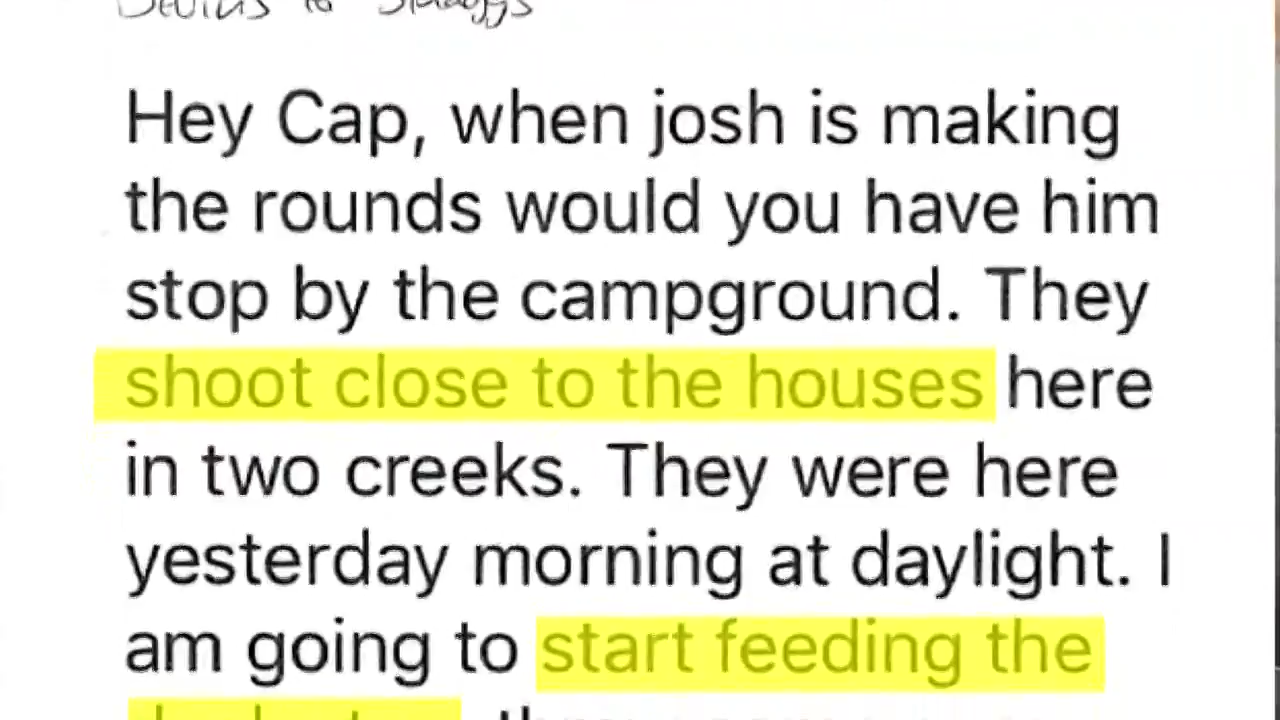 to
Hey Cap, when josh is making
the rounds would you have him
stop by the campground. They
shoot close to the houses here
in two creeks. They were here
yesterday morning at daylight. I
am going to start feeding the